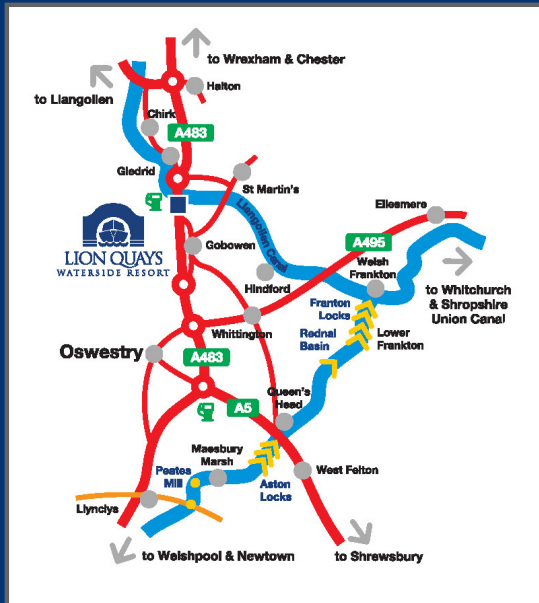 to Wrexham & Chester
to Llangollen
Halton
Chirk
A483
Gledrid
St Martin's
Ellesmere
LION QUAYS
WATERSIDE RESORT
Llangollen Canal
Gobowen
A495
Welsh
Frankton
Hindford
to Whitchurch
& Shropshire
Union Canal
Franton
Locks
Rednal
Basin
Lower
Frankton
Whittington
Oswestry
A483
A5
Queen's
Head
Maesbury
Marsh
Peates
Mill
Aston
Locks
West Felton
Llynclys
to Welshpool & Newtown
to Shrewsbury